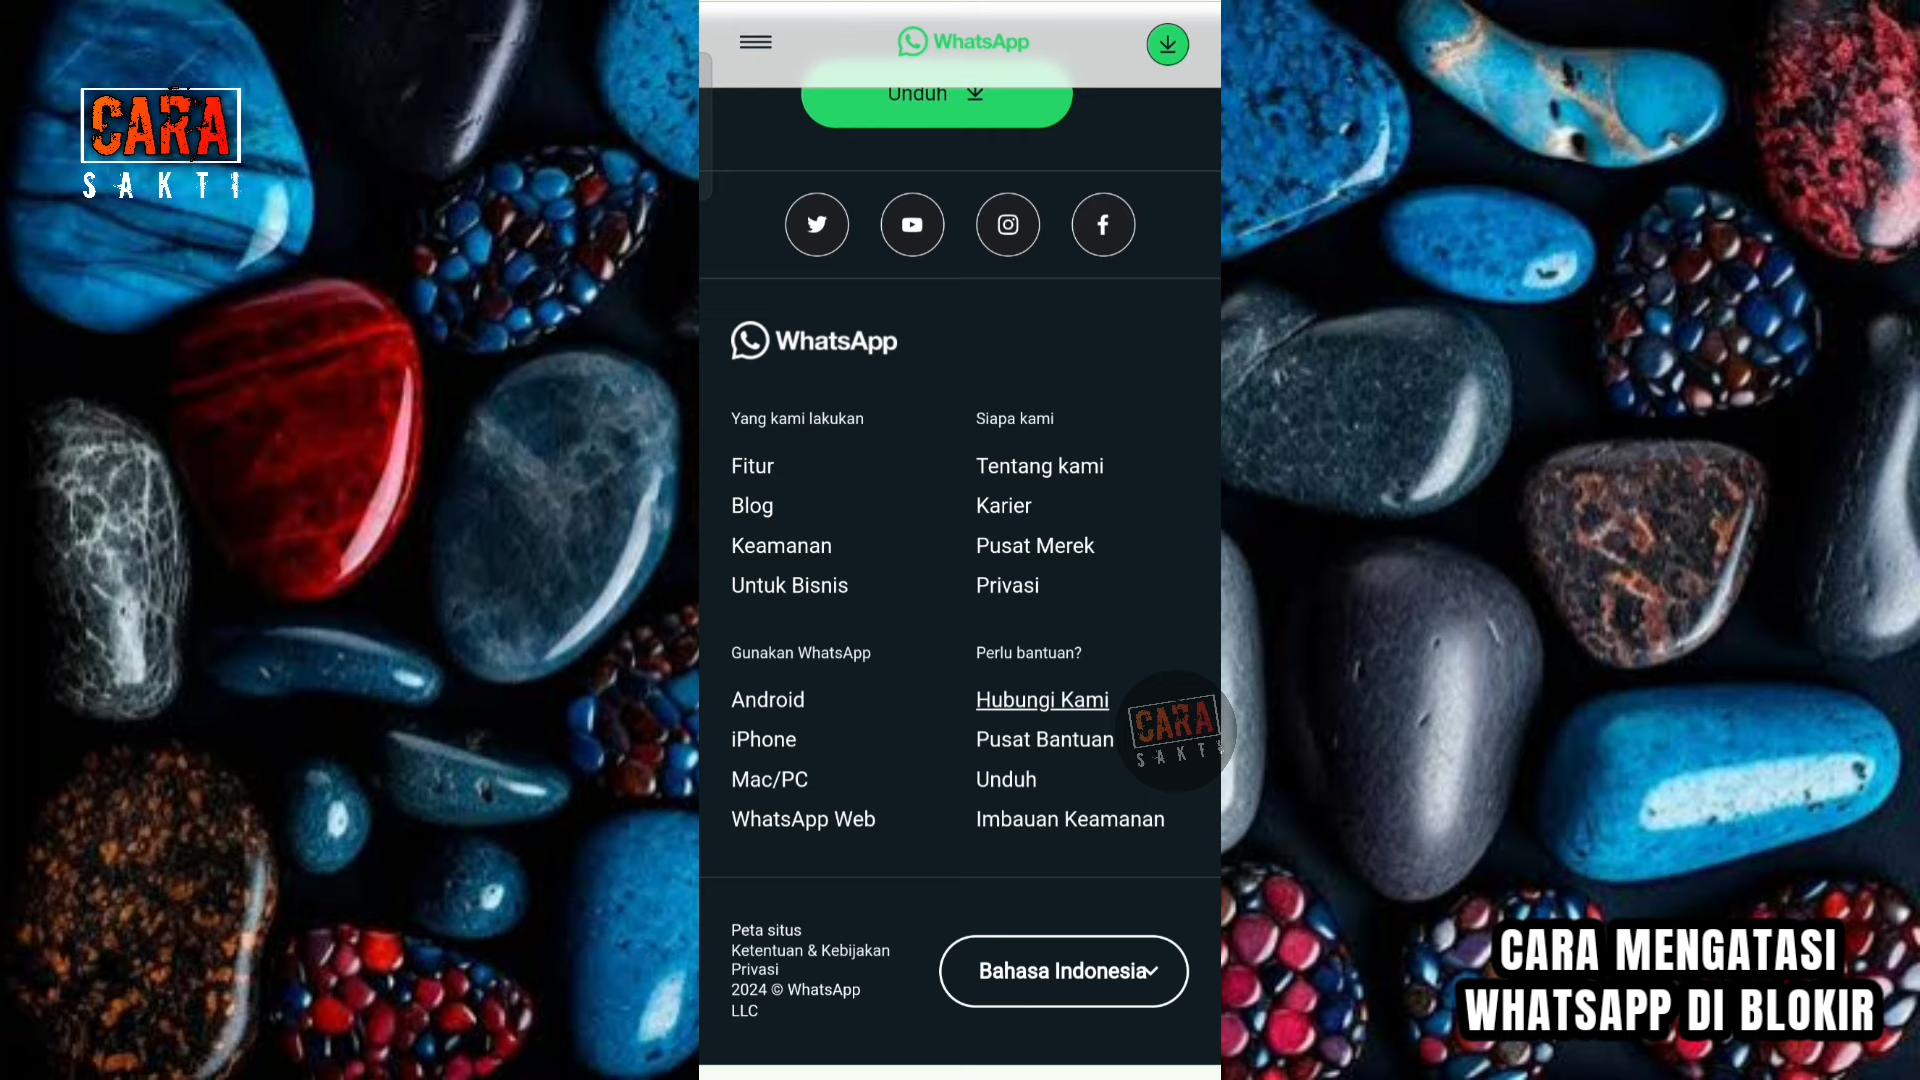 CARA
SAKTI
WhatsApp
Unduh
WhatsApp
Yang kami lakukan
Fitur
Blog
Keamanan
Untuk Bisnis
Siapa kami
Tentang kami
Karier
Pusat Merek
Privasi
Gunakan WhatsApp
Android
iPhone
Mac/PC
WhatsApp Web
Perlu bantuan?
Hubungi Kami
Pusat Bantuan
Unduh
Imbauan Keamanan
CARA
SAKTI
Peta situs
Ketentuan & Kebijakan
Privasi
2024 © WhatsApp
LLC
Bahasa Indonesia
CARA MENGATASI
WHATSAPP DI BLOKIR